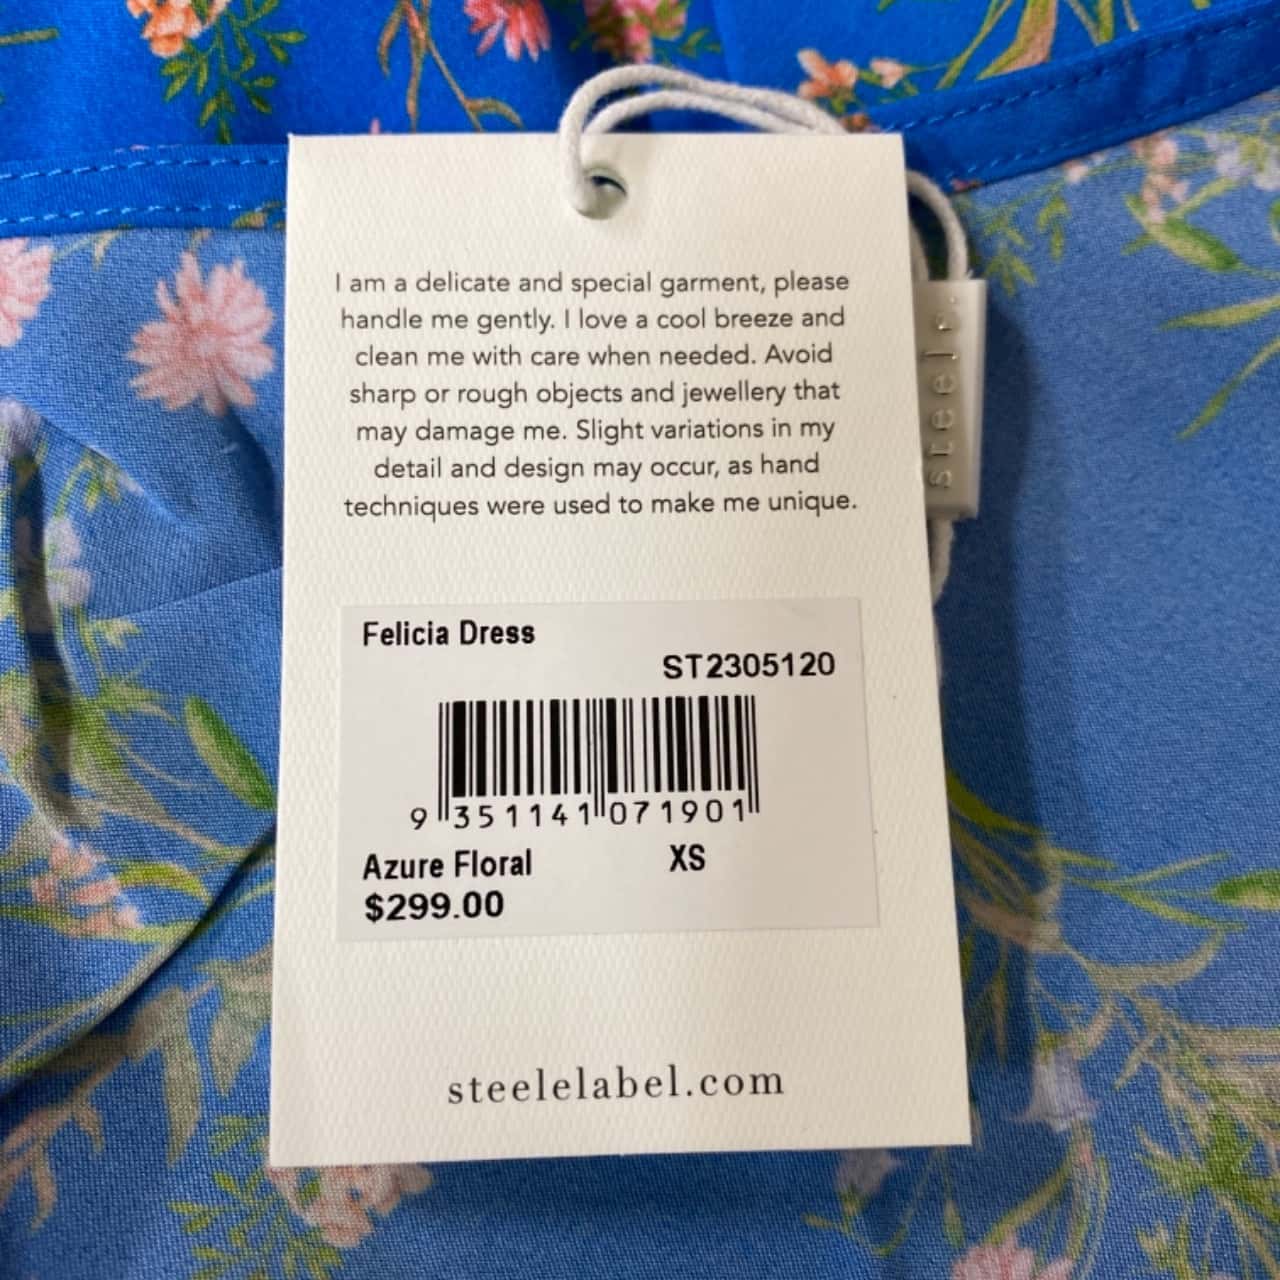 I am a delicate and special garment, please
handle me gently. I love a cool breeze and
clean me with care when needed. Avoid
sharp or rough objects and jewellery that
may damage me. Slight variations in my
detail and design may occur, as hand
techniques were used to make me unique.
steele.
Felicia Dress
ST2305120
9 351141 071901
Azure Floral XS
$299.00
steelelabel.com